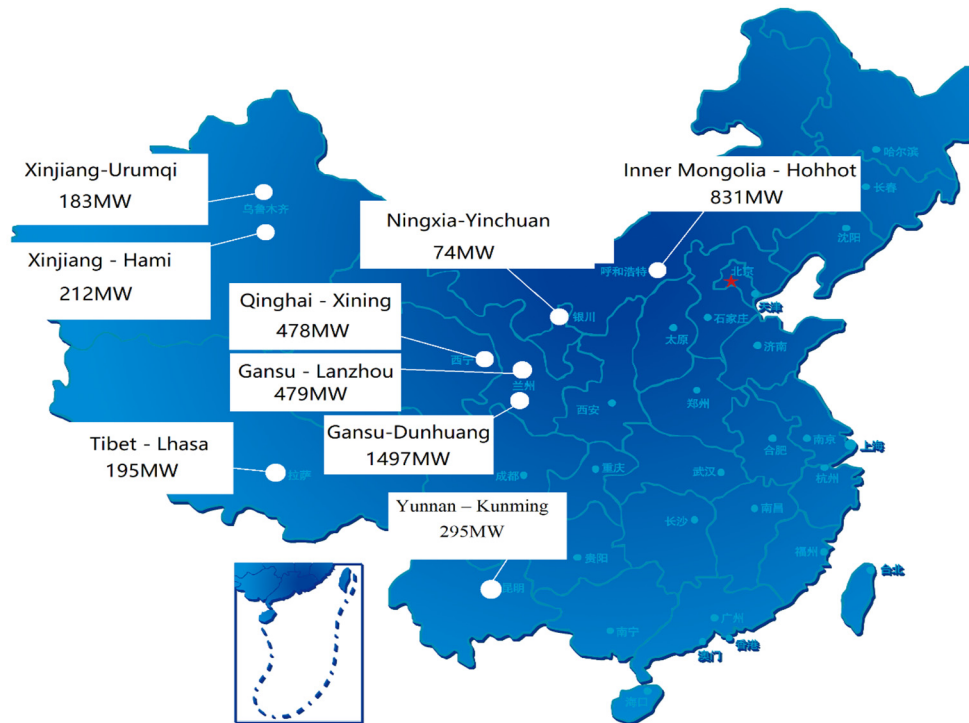 哈尔滨
Xinjiang-Urumqi
183MW
乌鲁木齐
Inner Mongolia - Hohhot
831MW
长春
沈阳
Ningxia-Yinchuan
74MW
Xinjiang - Hami
212MW
呼和浩特
北京
天津
Qinghai - Xining
478MW
银川
石家庄
太原
济南
西宁
Gansu - Lanzhou
479MW
兰州
西安
郑州
Gansu-Dunhuang
1497MW
Tibet - Lhasa
195MW
拉萨
成都
重庆
武汉
合肥
南京
上海
杭州
Yunnan – Kunming
295MW
长沙
南昌
贵阳
福州
台北
昆明
南宁
广州
香港
澳门
海口